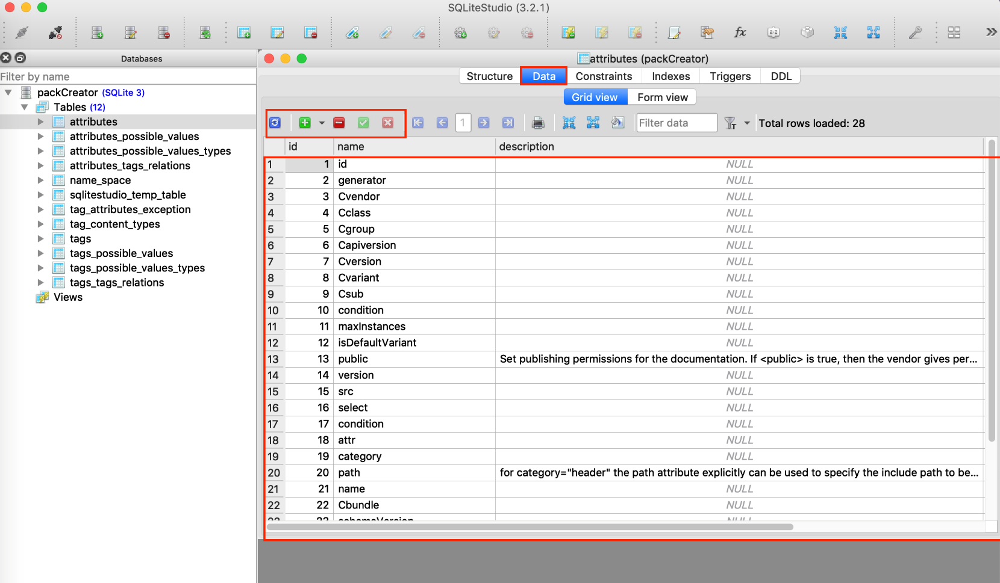 SQLiteStudio (3.2.1)
fx
a-z
»
Databases
Filter by name
packCreator (SQLite 3)
Tables (12)
attributes
attributes_possible_values
attributes_possible_values_types
attributes_tags_relations
name_space
sqlitestudio_temp_table
tag_attributes_exception
tag_content_types
tags
tags_possible_values
tags_possible_values_types
tags_tags_relations
Views
attributes (packCreator)
Structure Data Constraints Indexes Triggers DDL
Grid view Form view
1 Filter data Total rows loaded: 28
id name description
1 1 id NULL
2 2 generator NULL
3 3 Cvendor NULL
4 4 Cclass NULL
5 5 Cgroup NULL
6 6 Capiversion NULL
7 7 Cversion NULL
8 8 Cvariant NULL
9 9 Csub NULL
10 10 condition NULL
11 11 maxInstances NULL
12 12 isDefaultVariant NULL
13 13 public Set publishing permissions for the documentation. If <public> is true, then the vendor gives per...
14 14 version NULL
15 15 src NULL
16 16 select NULL
17 17 condition NULL
18 18 attr NULL
19 19 category NULL
20 20 path for category="header" the path attribute explicitly can be used to specify the include path to be...
21 21 name NULL
22 22 Cbundle NULL
23 23 schemaVersion NULL